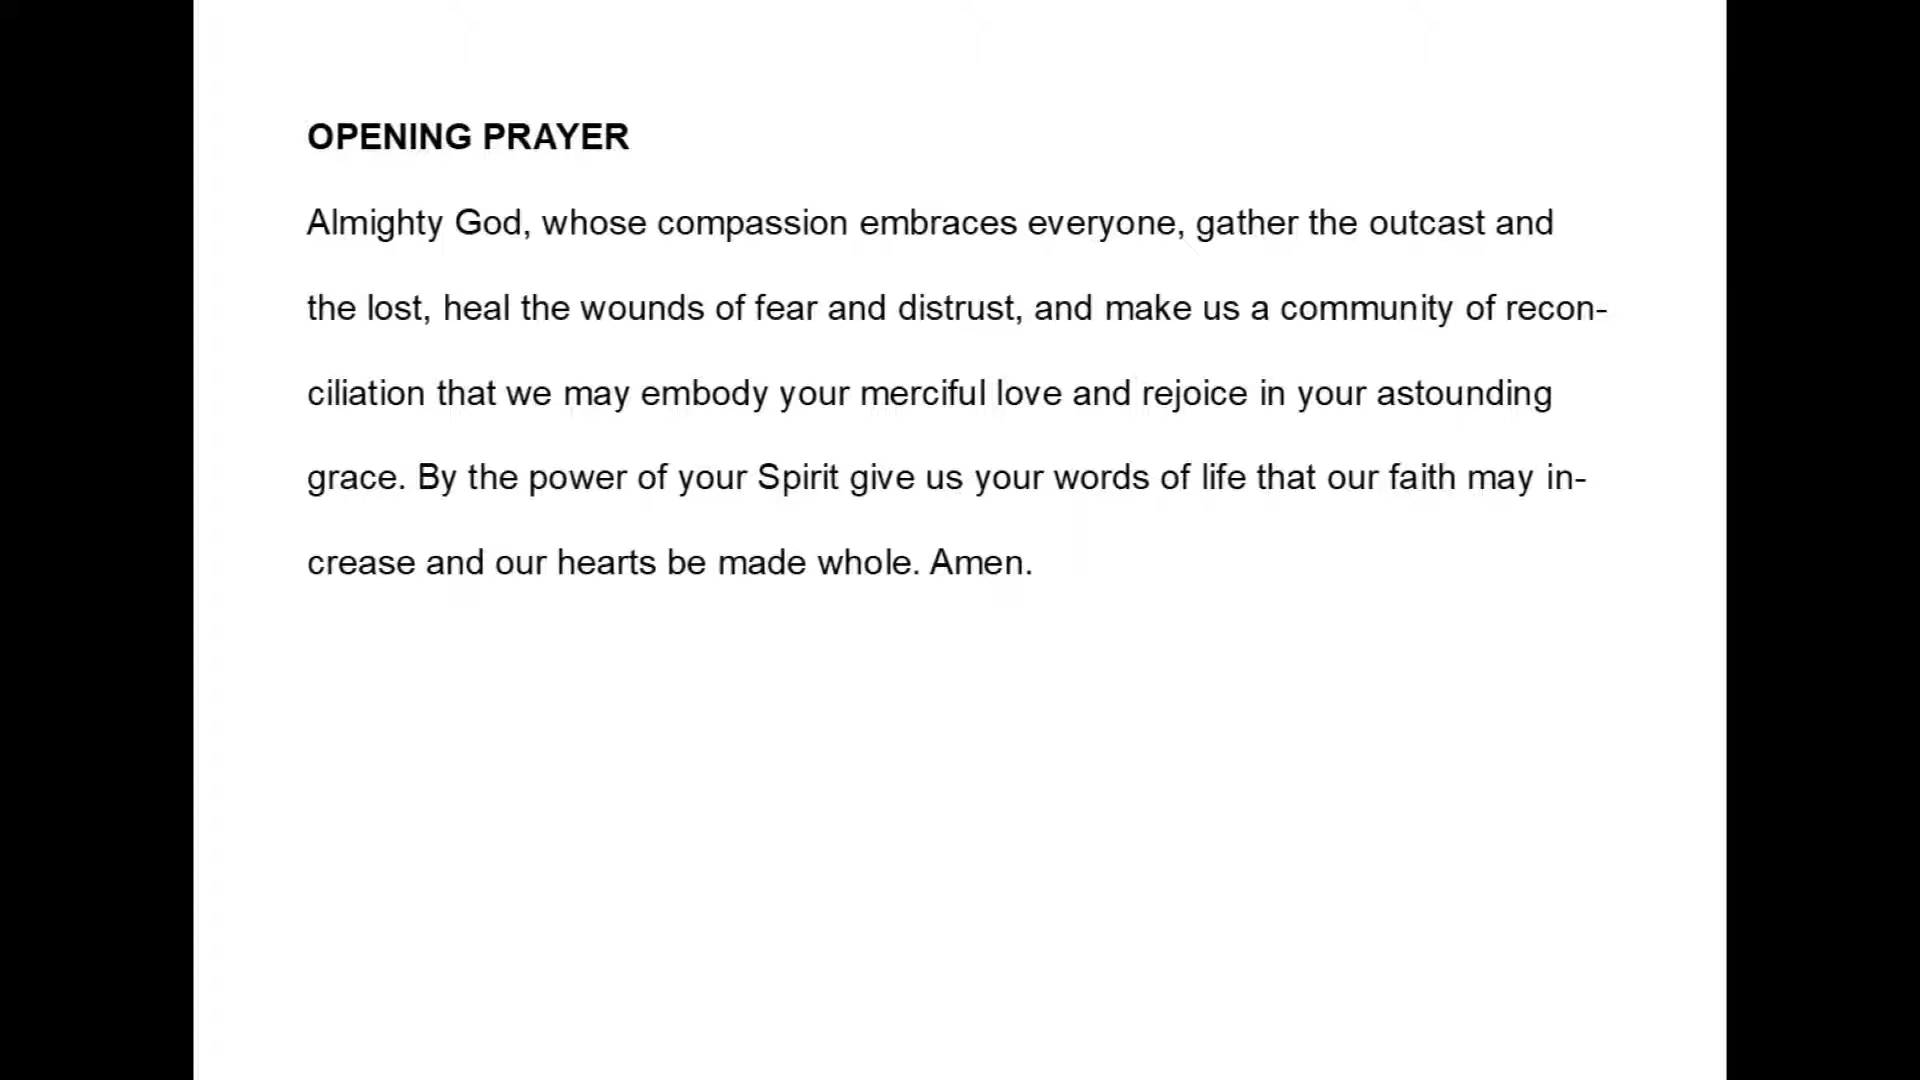 OPENING PRAYER
Almighty God, whose compassion embraces everyone, gather the outcast and
the lost, heal the wounds of fear and distrust, and make us a community of recon-
ciliation that we may embody your merciful love and rejoice in your astounding
grace. By the power of your Spirit give us your words of life that our faith may in-
crease and our hearts be made whole. Amen.